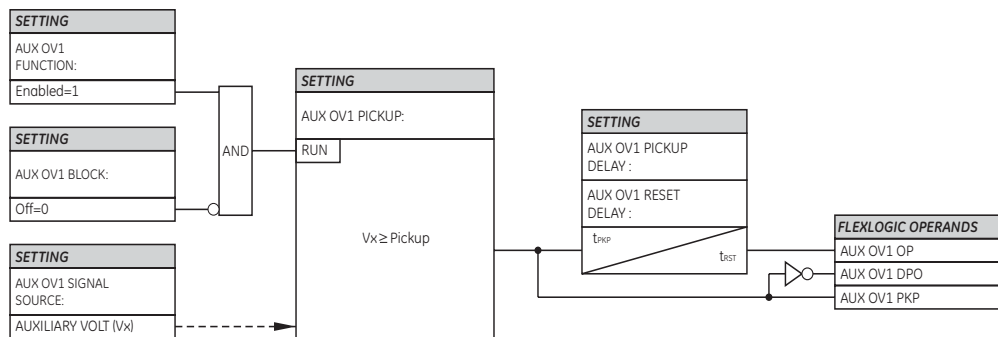 SETTING
AUX OV1
FUNCTION:
Enabled=1
SETTING
AUX OV1 BLOCK:
Off=0
SETTING
AUX OV1 SIGNAL
SOURCE:
AUXILIARY VOLT (Vx)
AND
SETTING
AUX OV1 PICKUP:
RUN
Vx ≥ Pickup
SETTING
AUX OV1 PICKUP
DELAY :
AUX OV1 RESET
DELAY :
tPKP
tRST
FLEXLOGIC OPERANDS
AUX OV1 OP
AUX OV1 DPO
AUX OV1 PKP